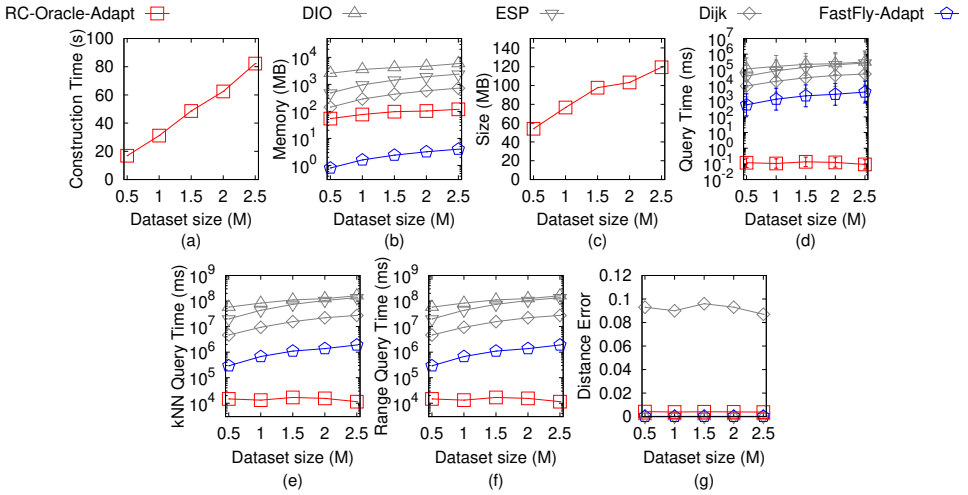 RC-Oracle-Adapt DIO ESP Dijk FastFly-Adapt
Construction Time (s)
100
80
60
40
20
0
0.5 1 1.5 2 2.5
Dataset size (M)
(a)
Memory (MB)
10^4
10^3
10^2
10^1
10^0
0.5 1 1.5 2 2.5
Dataset size (M)
(b)
Size (MB)
140
120
100
80
60
40
20
0
0.5 1 1.5 2 2.5
Dataset size (M)
(c)
Query Time (ms)
10^7
10^6
10^5
10^4
10^3
10^2
10^1
10^0
10^-1
10^-2
0.5 1 1.5 2 2.5
Dataset size (M)
(d)
kNN Query Time (ms)
10^9
10^8
10^7
10^6
10^5
10^4
0.5 1 1.5 2 2.5
Dataset size (M)
(e)
Range Query Time (ms)
10^9
10^8
10^7
10^6
10^5
10^4
0.5 1 1.5 2 2.5
Dataset size (M)
(f)
Distance Error
0.12
0.1
0.08
0.06
0.04
0.02
0
0.5 1 1.5 2 2.5
Dataset size (M)
(g)